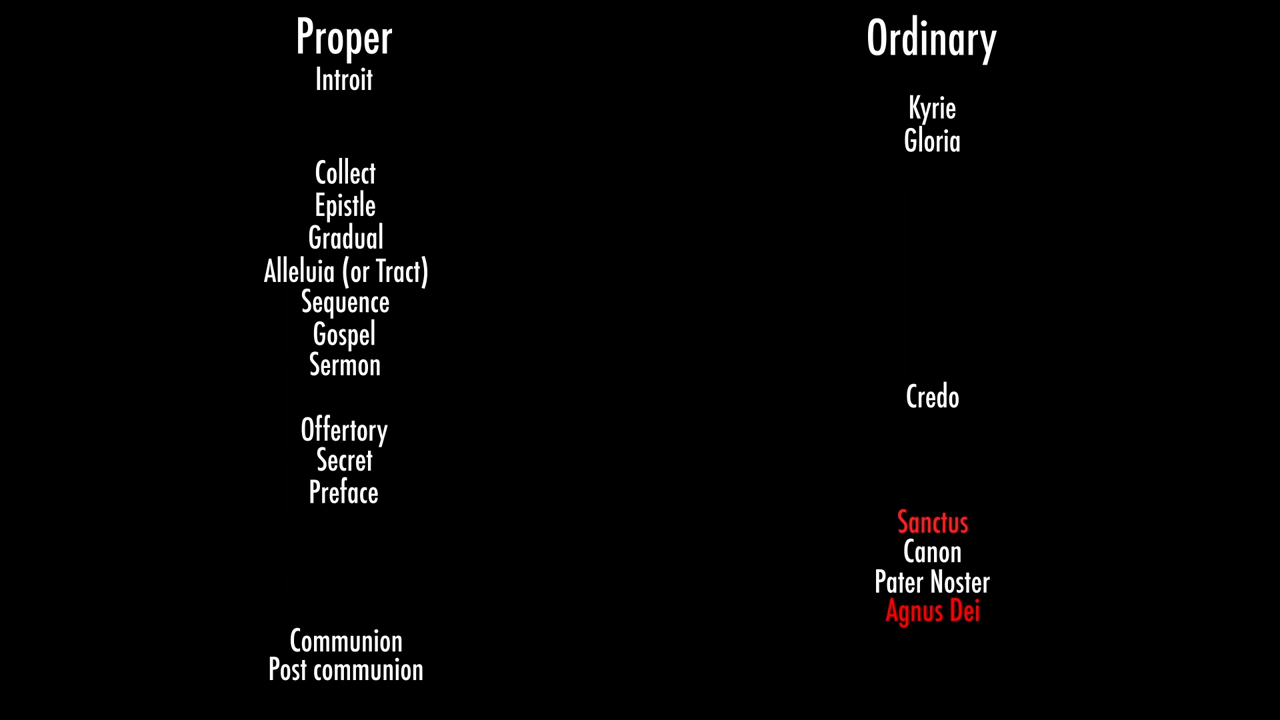 Proper
Introit
Collect
Epistle
Gradual
Alleluia (or Tract)
Sequence
Gospel
Sermon
Offertory
Secret
Preface
Communion
Post communion
Ordinary
Kyrie
Gloria
Credo
Sanctus
Canon
Pater Noster
Agnus Dei